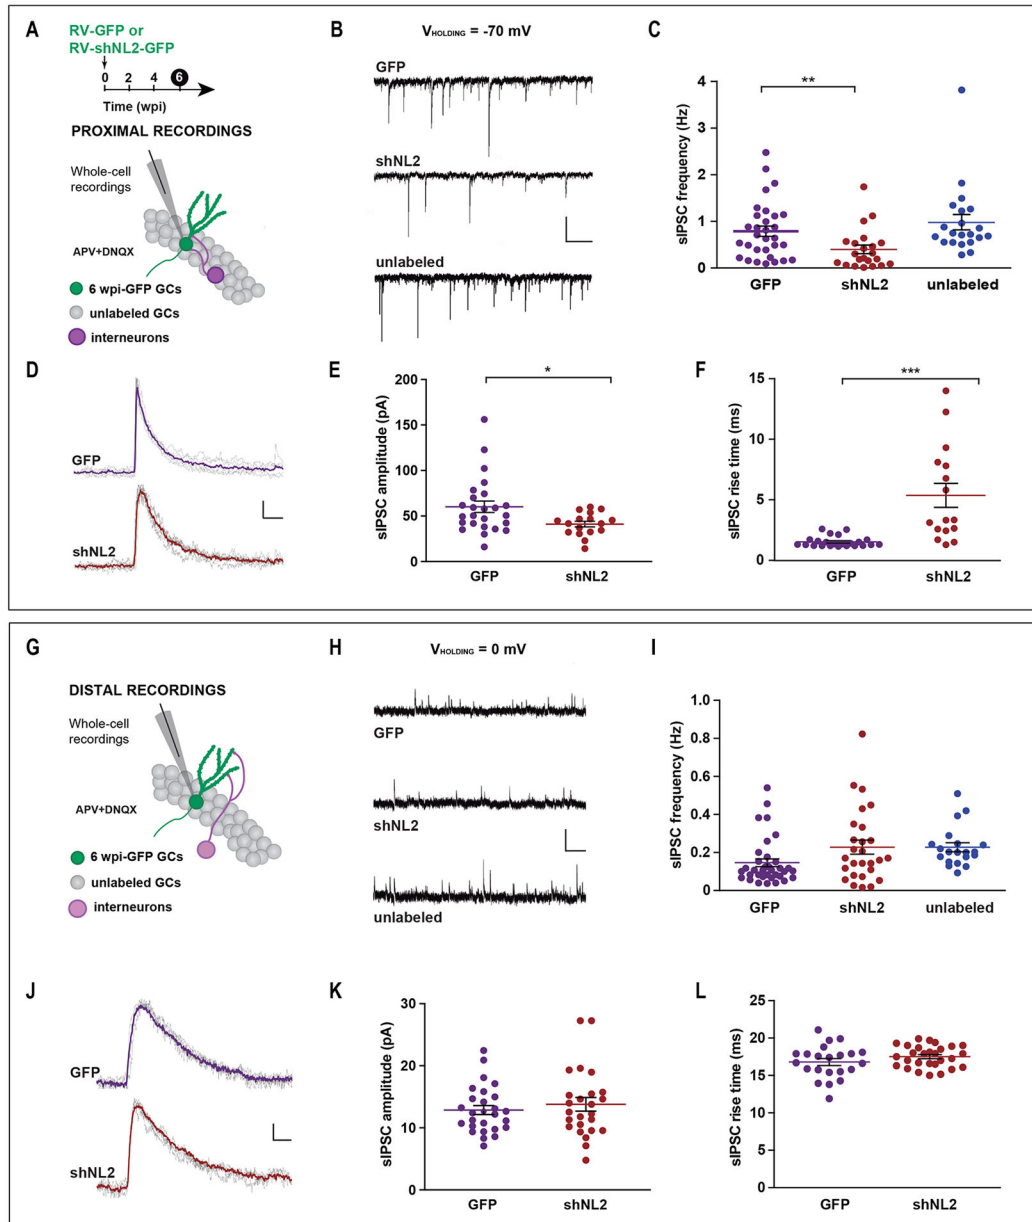 A
RV-GFP or
RV-shNL2-GFP
0 2 4 6
Time (wpi)
PROXIMAL RECORDINGS
Whole-cell
recordings
APV+DNQX
6 wpi-GFP GCs
unlabeled GCs
interneurons
B
VHOLDING = -70 mV
GFP
shNL2
unlabeled
C
sIPSC frequency (Hz)
4
3
2
1
0
**
GFP shNL2 unlabeled
D
GFP
shNL2
E
sIPSC amplitude (pA)
200
150
100
50
0
*
GFP shNL2
F
sIPSC rise time (ms)
15
10
5
0
***
GFP shNL2
G
DISTAL RECORDINGS
Whole-cell
recordings
APV+DNQX
6 wpi-GFP GCs
unlabeled GCs
interneurons
H
VHOLDING = 0 mV
GFP
shNL2
unlabeled
I
sIPSC frequency (Hz)
1.0
0.8
0.6
0.4
0.2
0
GFP shNL2 unlabeled
J
GFP
shNL2
K
sIPSC amplitude (pA)
30
20
10
0
GFP shNL2
L
sIPSC rise time (ms)
25
20
15
10
5
0
GFP shNL2